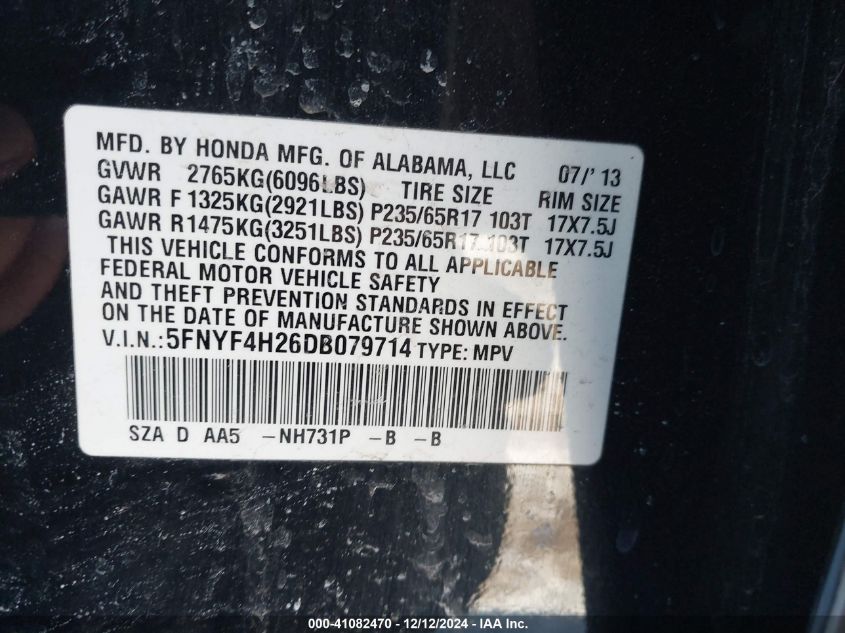 MFD. BY HONDA MFG. OF ALABAMA, LLC 07/'13
GVWR 2765KG(6096LBS) TIRE SIZE RIM SIZE
GAWR F 1325KG(2921LBS) P235/65R17 103T 17X7.5J
GAWR R1475KG(3251LBS) P235/65R17 103T 17X7.5J
THIS VEHICLE CONFORMS TO ALL APPLICABLE
FEDERAL MOTOR VEHICLE SAFETY
AND THEFT PREVENTION STANDARDS IN EFFECT
ON THE DATE OF MANUFACTURE SHOWN ABOVE.
V.I.N.:5FNYF4H26DB079714 TYPE: MPV
SZA D AA5 -NH731P -B -B
000-41082470 - 12/12/2024 - IAA Inc.